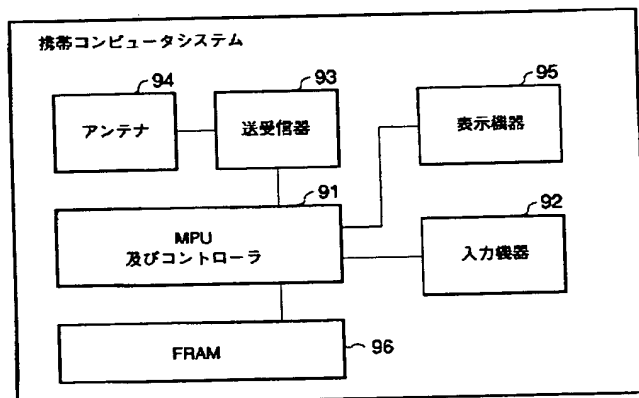 携帯コンピュータシステム
94
93
95
アンテナ
送受信器
表示機器
91
92
MPU
及びコントローラ
入力機器
FRAM
96